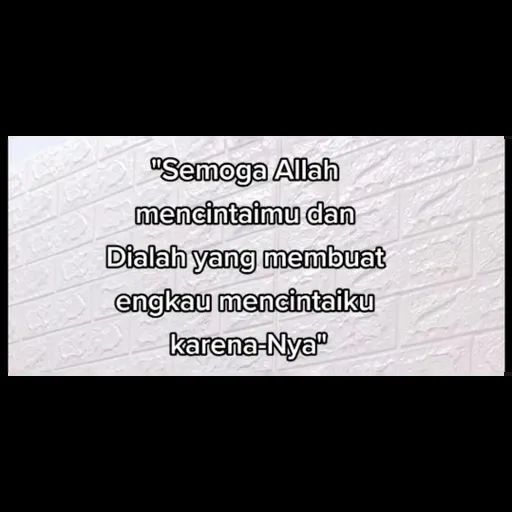 "Semoga Allah
mencintaimu dan
Dialah yang membuat
engkau mencintaiku
karena-Nya"